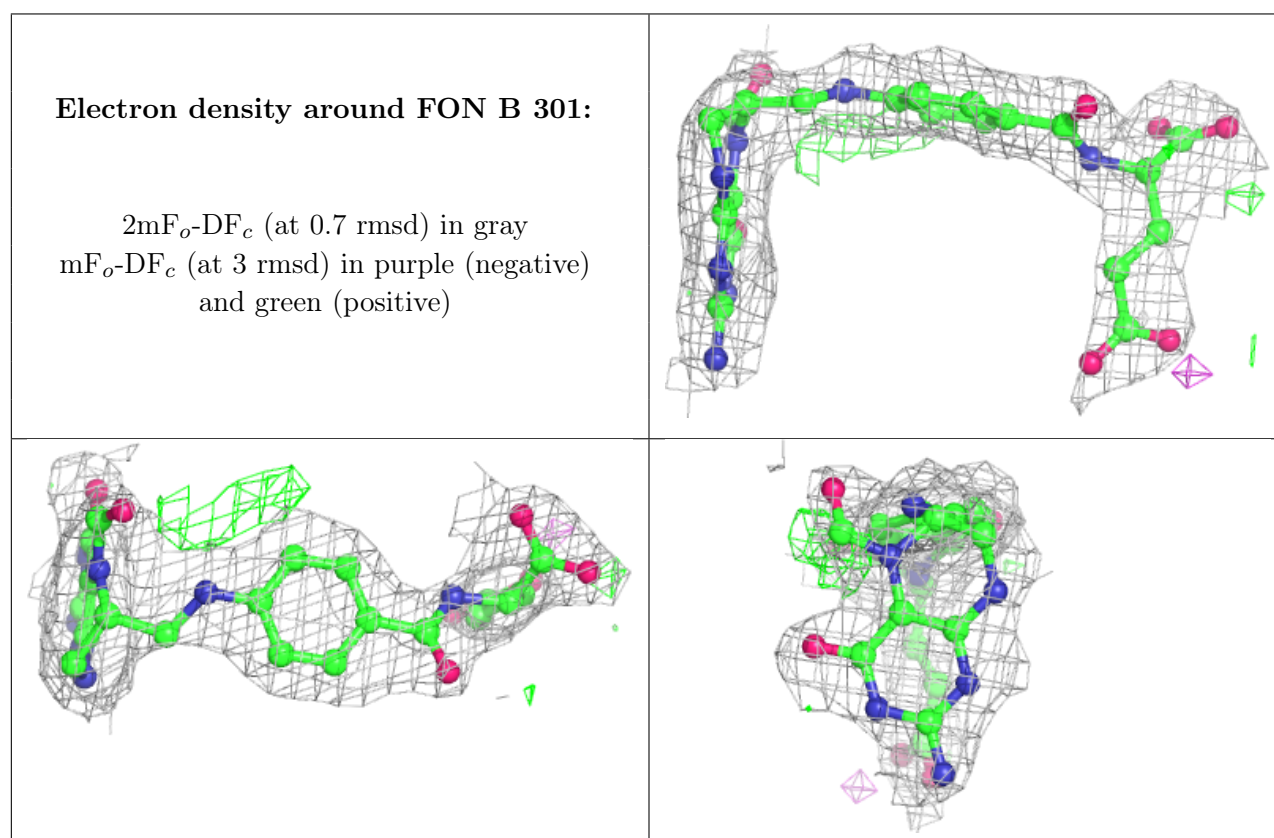 Electron density around FON B 301:
2mFo-DFc (at 0.7 rmsd) in gray
mFo-DFc (at 3 rmsd) in purple (negative)
and green (positive)